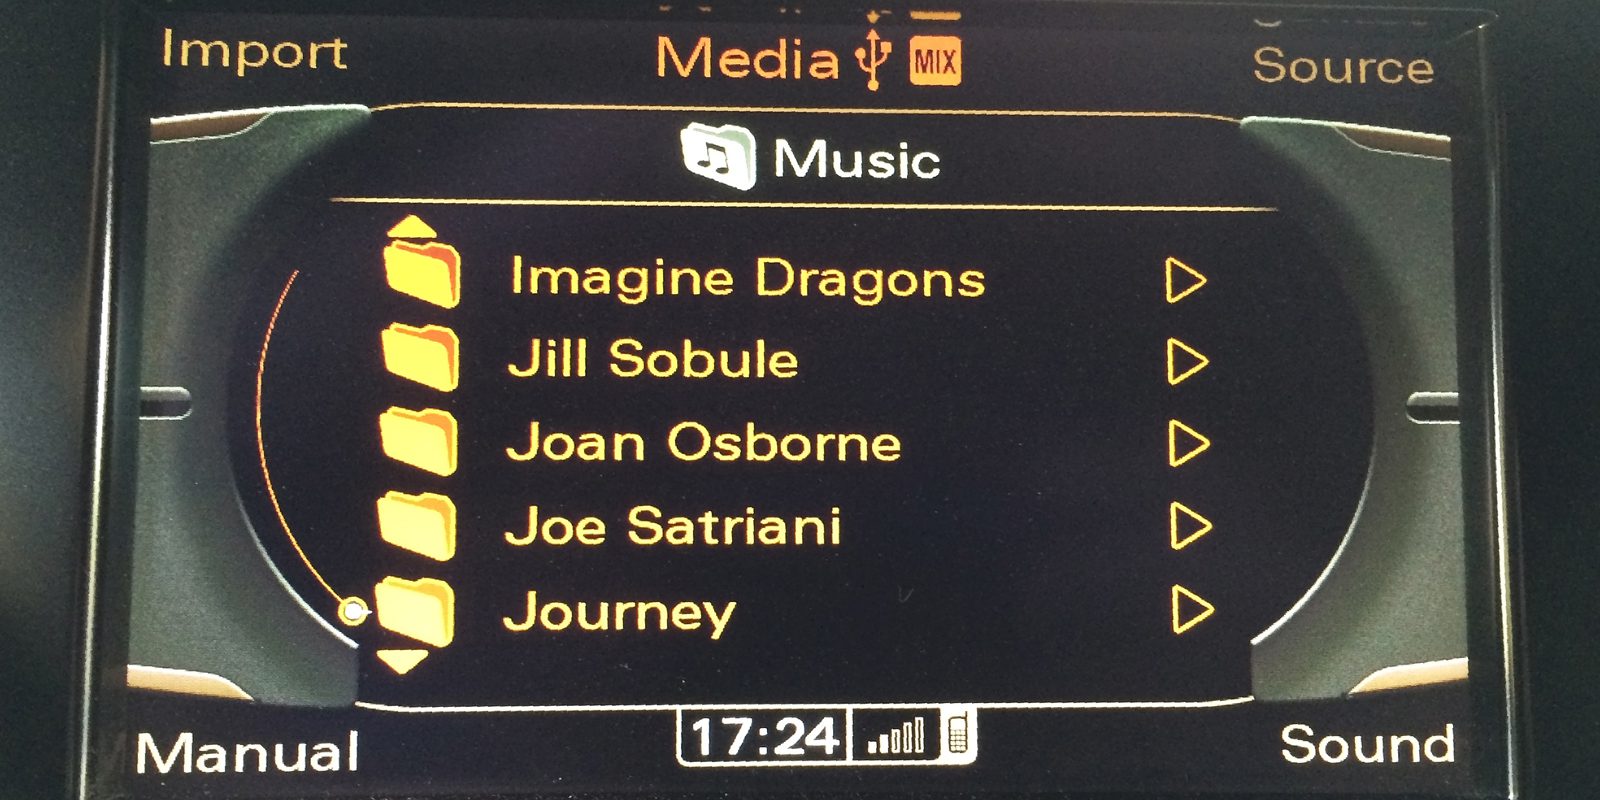 Import
Media MIX
Source
Music
Imagine Dragons
Jill Sobule
Joan Osborne
Joe Satriani
Journey
Manual
17:24
Sound